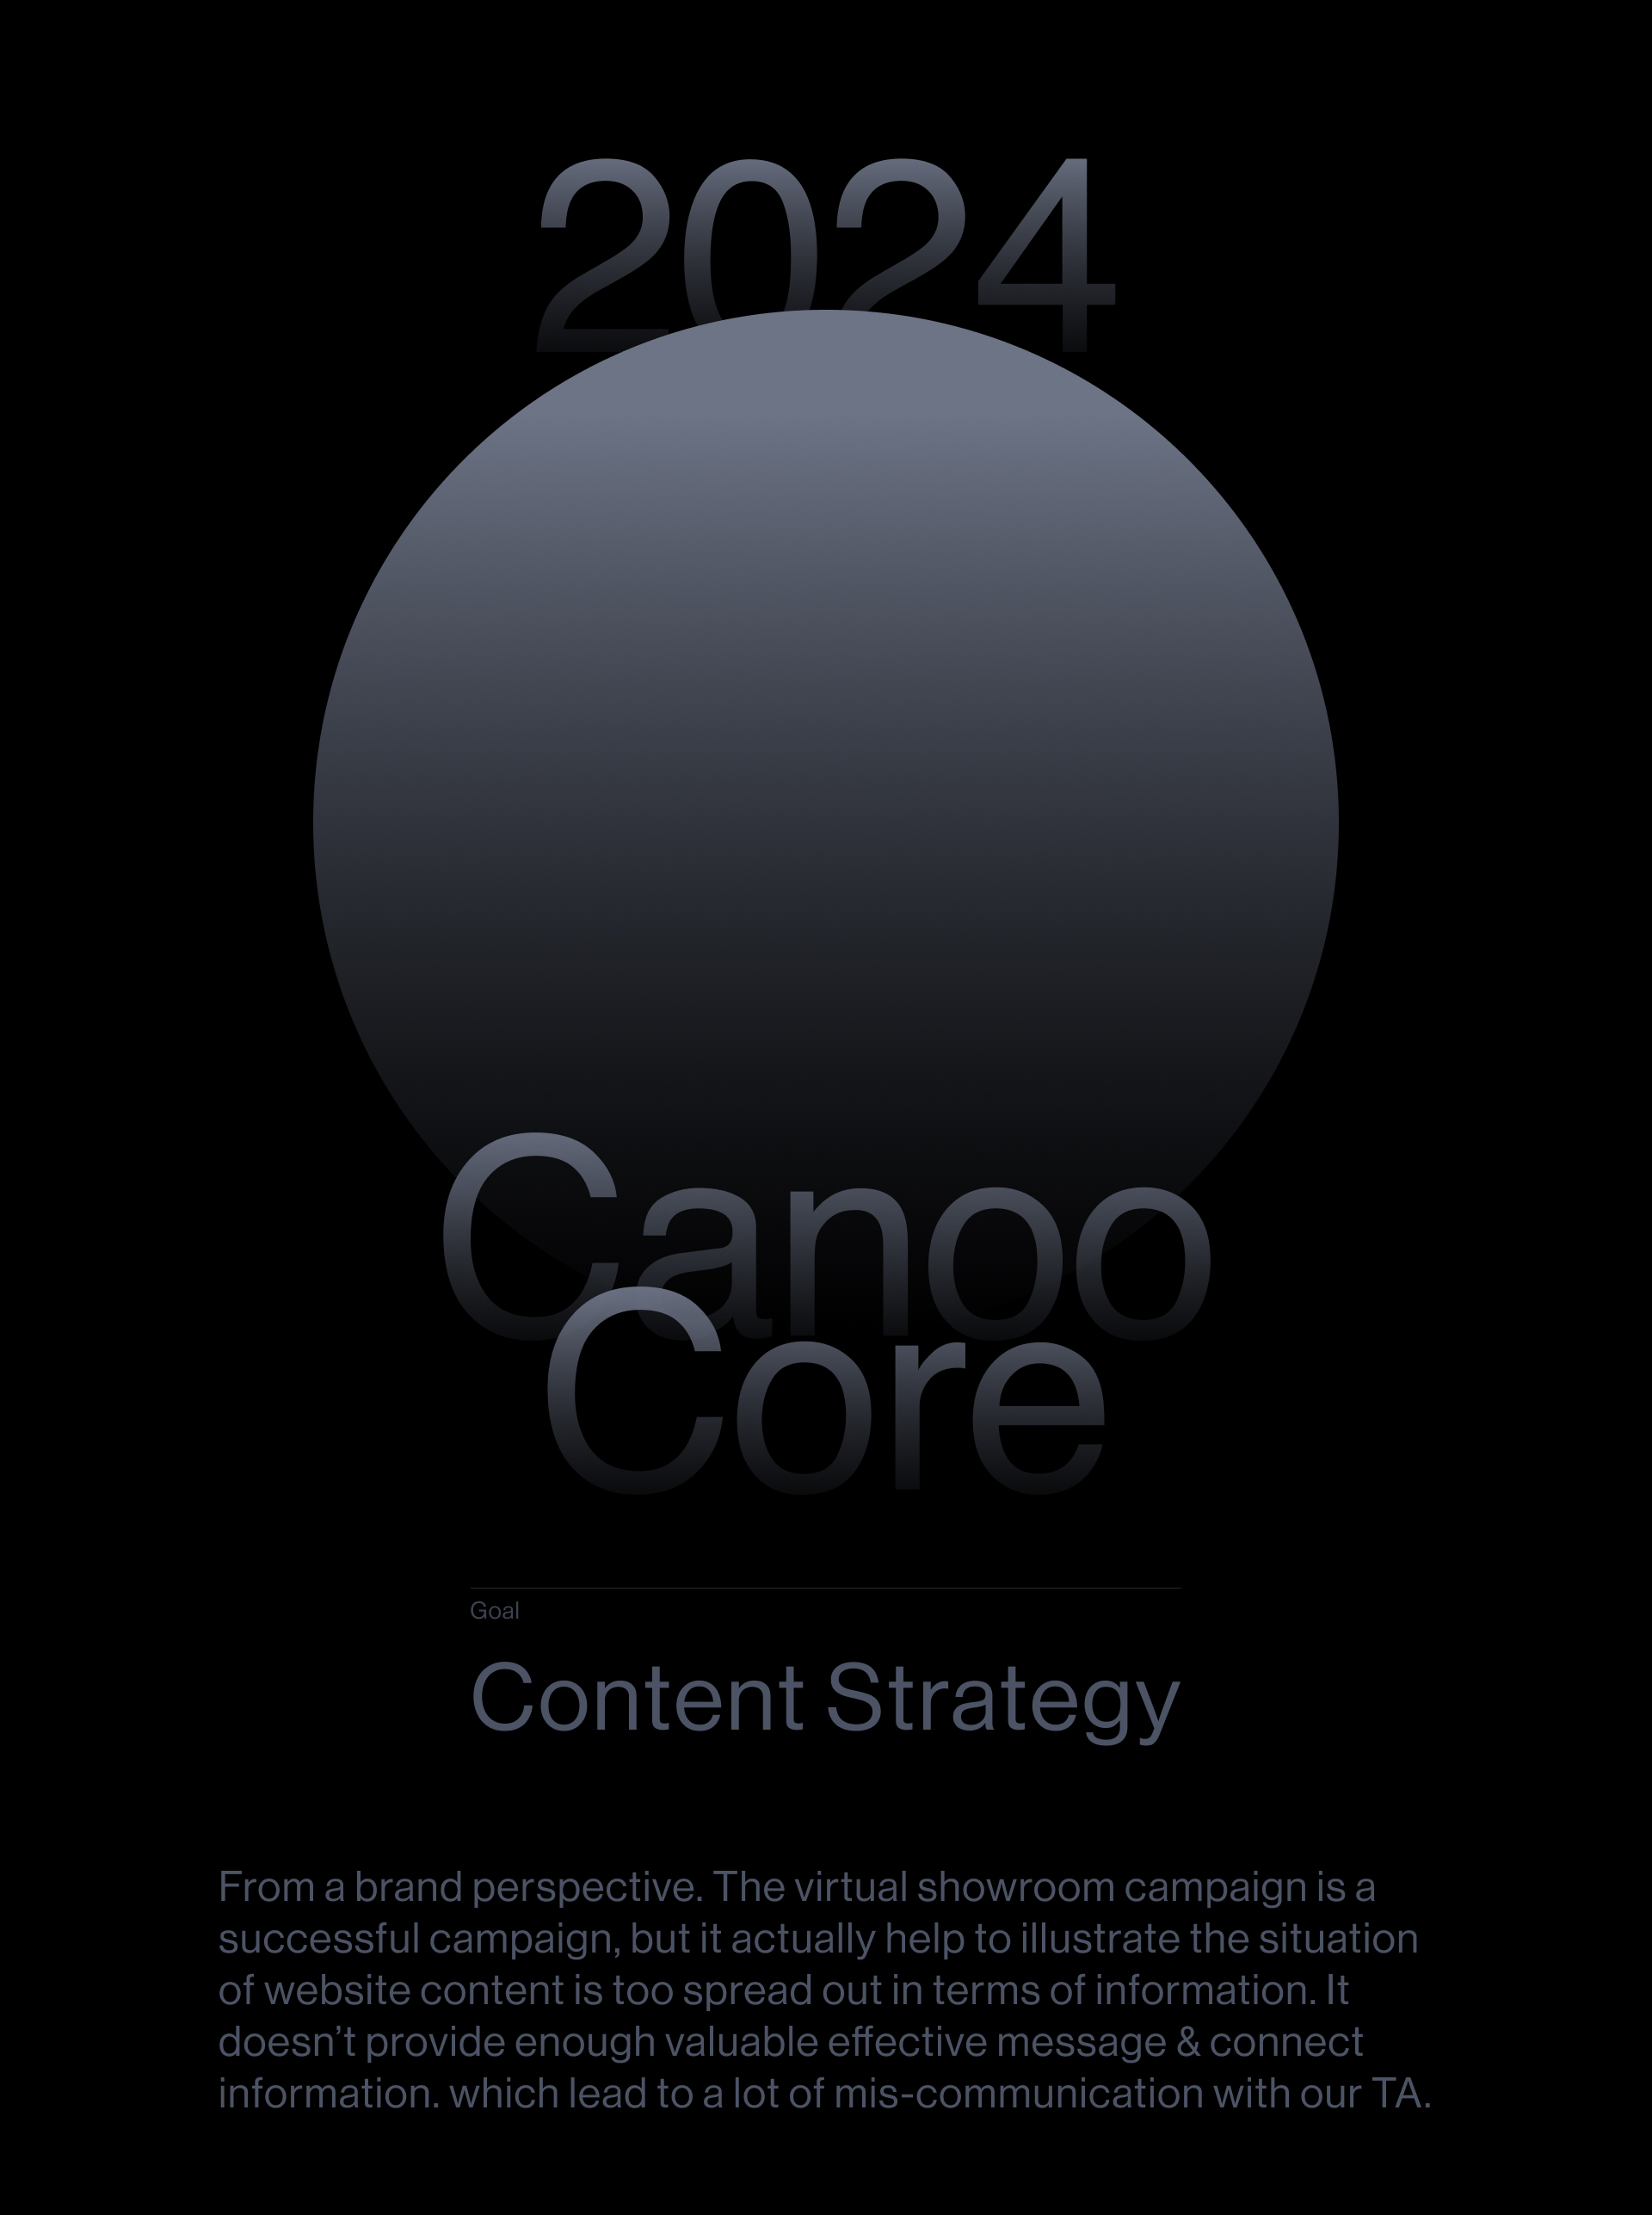 2024
Canoo
Core
Goal
Content Strategy
From a brand perspective. The virtual showroom campaign is a
successful campaign, but it actually help to illustrate the situation
of website content is too spread out in terms of information. It
doesn’t provide enough valuable effective message & connect
information. which lead to a lot of mis-communication with our TA.